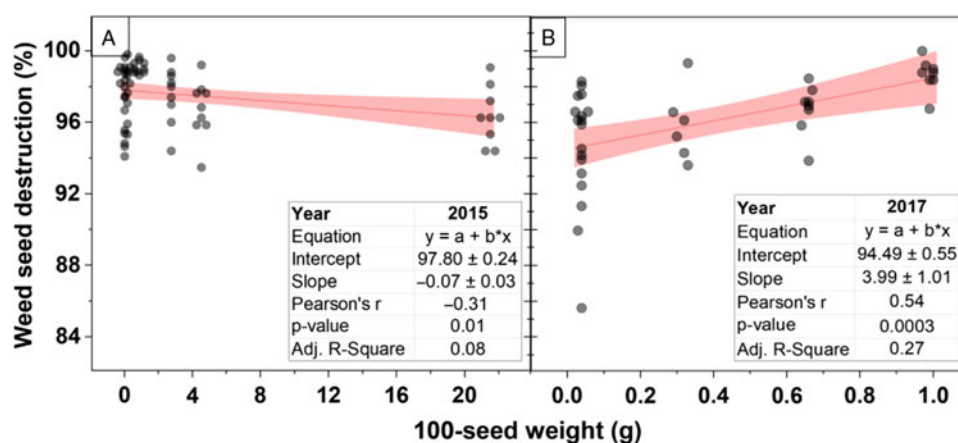 A
B
Weed seed destruction (%)
100
96
92
88
84
Year 2015
Equation y = a + b*x
Intercept 97.80 ± 0.24
Slope –0.07 ± 0.03
Pearson's r –0.31
p-value 0.01
Adj. R-Square 0.08
Year 2017
Equation y = a + b*x
Intercept 94.49 ± 0.55
Slope 3.99 ± 1.01
Pearson's r 0.54
p-value 0.0003
Adj. R-Square 0.27
0 4 8 12 16 20
0.0 0.2 0.4 0.6 0.8 1.0
100-seed weight (g)